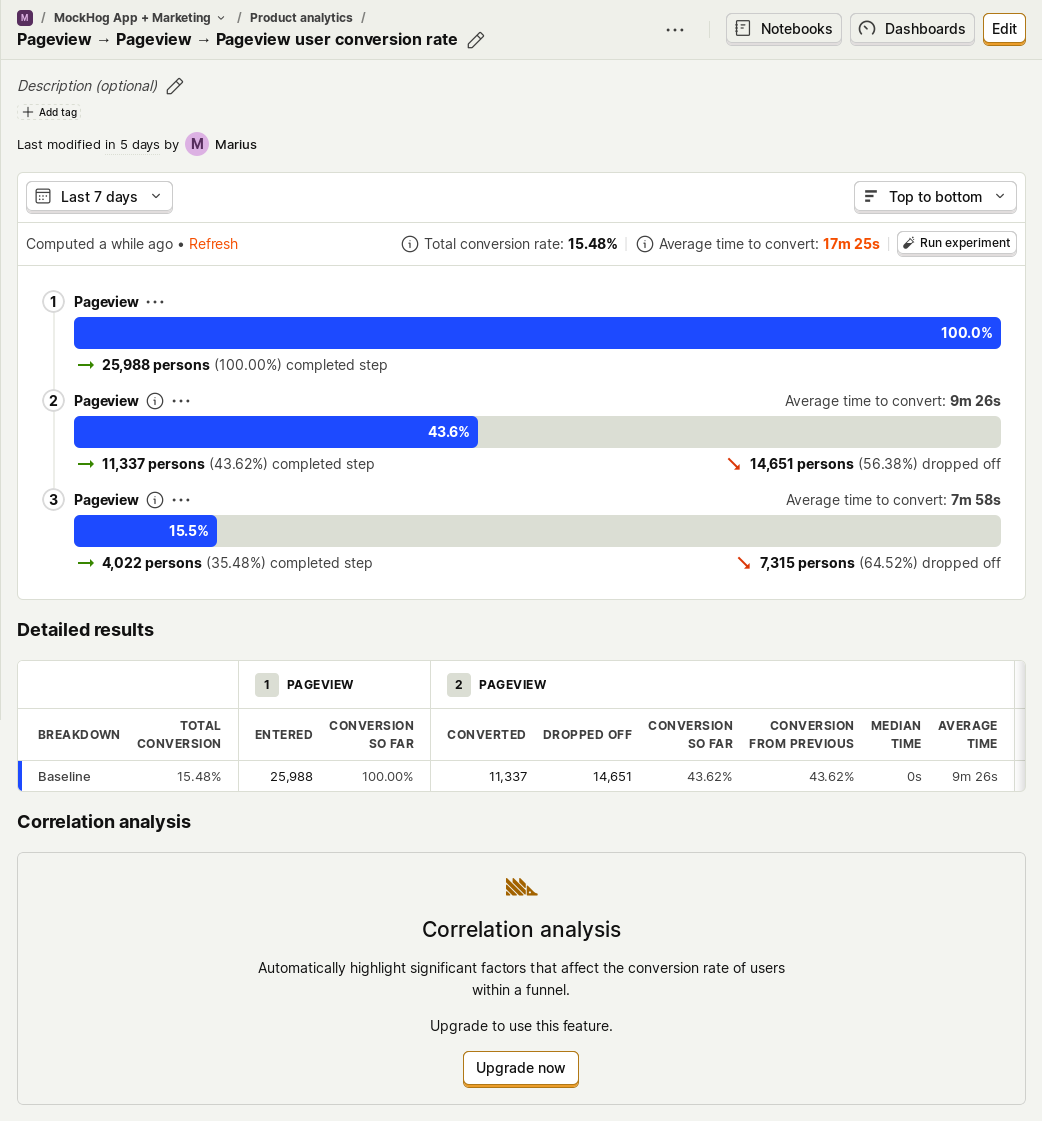 M / MockHog App + Marketing / Product analytics /
Pageview → Pageview → Pageview user conversion rate
Notebooks
Dashboards
Edit
Description (optional)
Add tag
Last modified in 5 days by M Marius
Last 7 days
Top to bottom
Computed a while ago • Refresh
Total conversion rate: 15.48%
Average time to convert: 17m 25s
Run experiment
1 Pageview
100.0%
25,988 persons (100.00%) completed step
2 Pageview
Average time to convert: 9m 26s
43.6%
11,337 persons (43.62%) completed step
14,651 persons (56.38%) dropped off
3 Pageview
Average time to convert: 7m 58s
15.5%
4,022 persons (35.48%) completed step
7,315 persons (64.52%) dropped off
Detailed results
1 PAGEVIEW
2 PAGEVIEW
BREAKDOWN
TOTAL
CONVERSION
ENTERED
CONVERSION
SO FAR
CONVERTED
DROPPED OFF
CONVERSION
SO FAR
CONVERSION
FROM PREVIOUS
MEDIAN
TIME
AVERAGE
TIME
Baseline 15.48% 25,988 100.00% 11,337 14,651 43.62% 43.62% 0s 9m 26s
Correlation analysis
Correlation analysis
Automatically highlight significant factors that affect the conversion rate of users
within a funnel.
Upgrade to use this feature.
Upgrade now